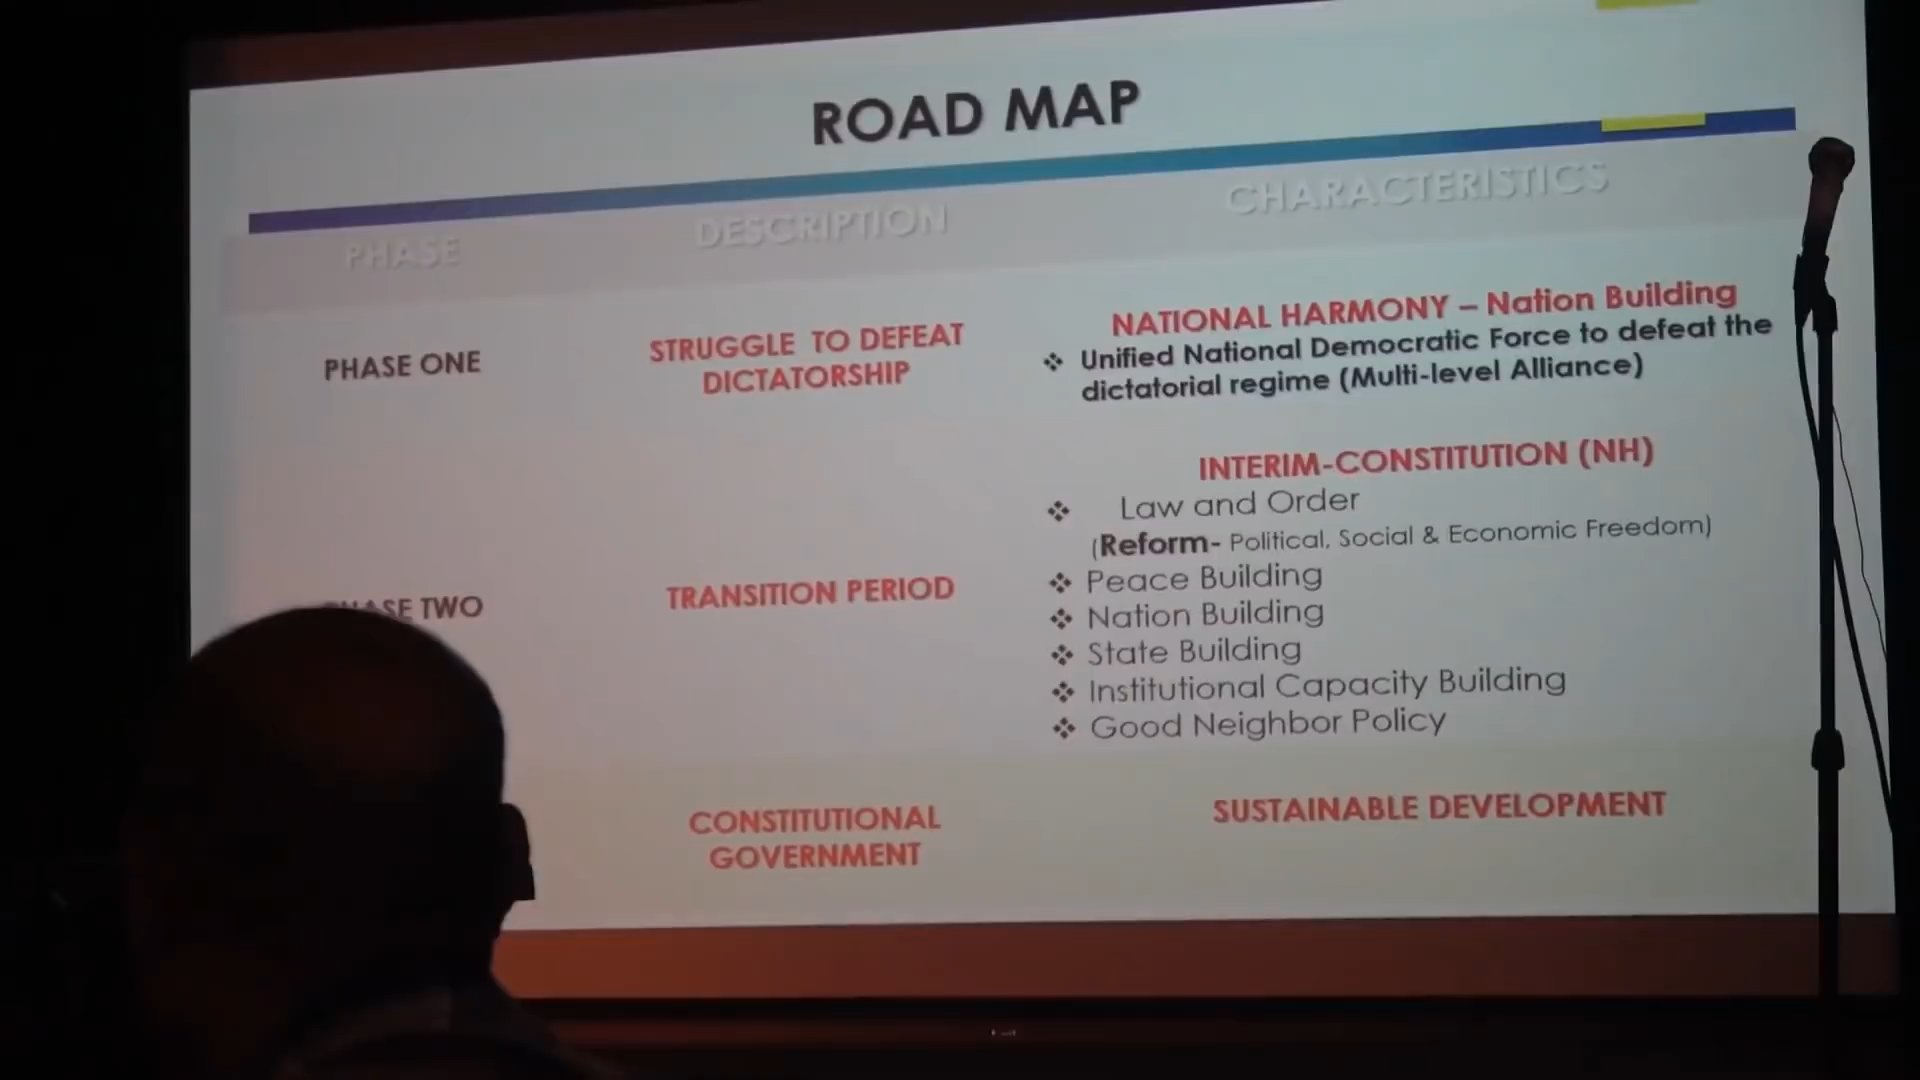 ROAD MAP
PHASE DESCRIPTION CHARACTERISTICS
PHASE ONE
STRUGGLE TO DEFEAT
DICTATORSHIP
NATIONAL HARMONY – Nation Building
❖ Unified National Democratic Force to defeat the
dictatorial regime (Multi-level Alliance)
PHASE TWO
TRANSITION PERIOD
INTERIM-CONSTITUTION (NH)
❖ Law and Order
(Reform- Political, Social & Economic Freedom)
❖ Peace Building
❖ Nation Building
❖ State Building
❖ Institutional Capacity Building
❖ Good Neighbor Policy
CONSTITUTIONAL
GOVERNMENT
SUSTAINABLE DEVELOPMENT